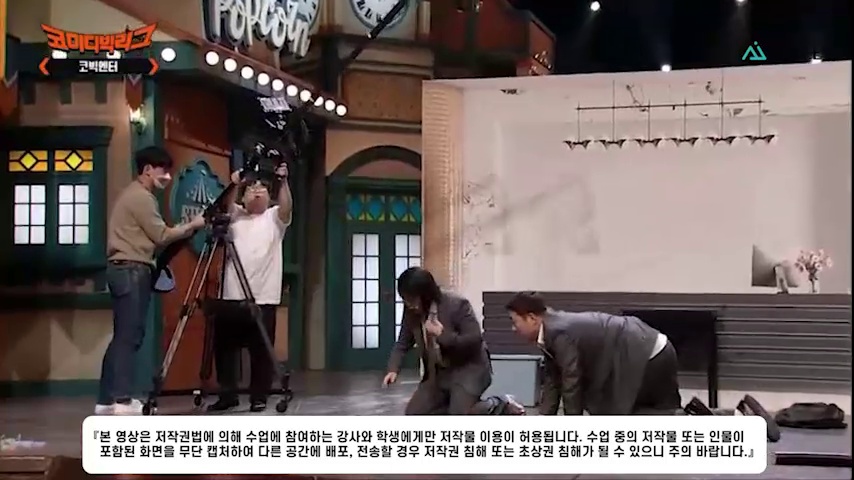 POPCORN
코미디빅리그
코빅엔터
『본 영상은 저작권법에 의해 수업에 참여하는 강사와 학생에게만 저작물 이용이 허용됩니다. 수업 중의 저작물 또는 인물이
포함된 화면을 무단 캡처하여 다른 공간에 배포, 전송할 경우 저작권 침해 또는 초상권 침해가 될 수 있으니 주의 바랍니다.』